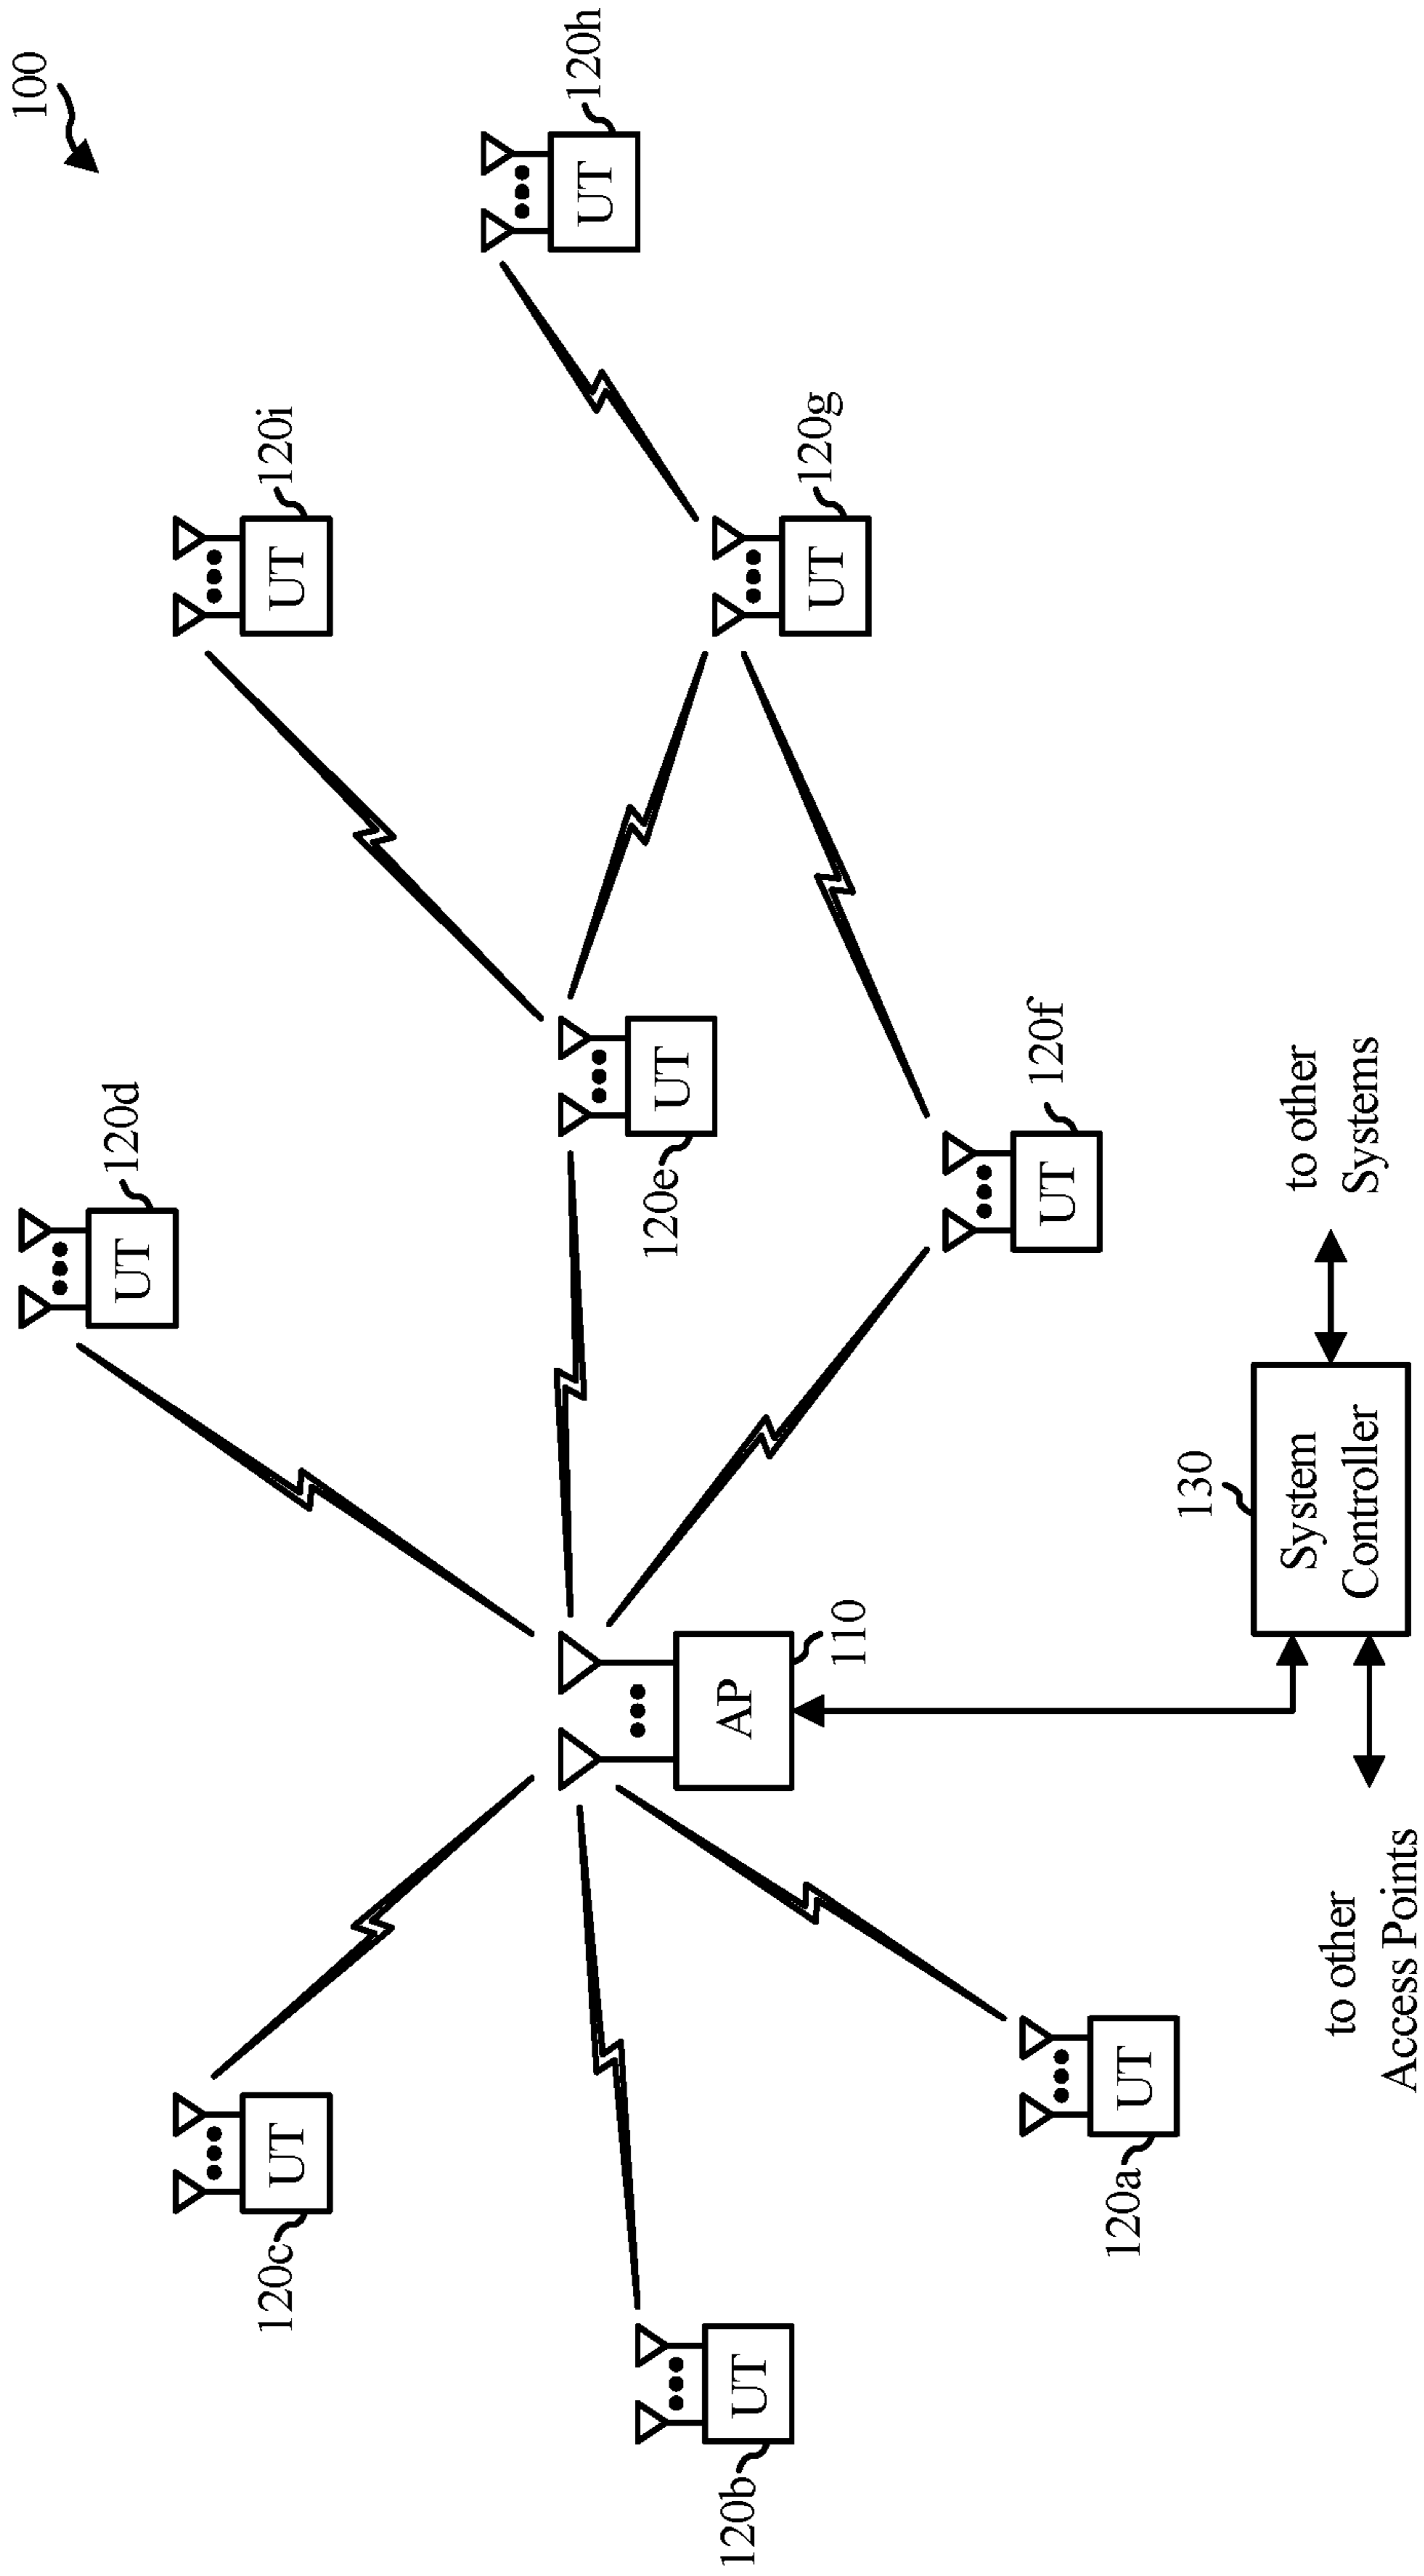 100
UT
120d
UT
120i
UT
120c
UT
120h
UT
120e
UT
120g
AP
110
UT
120b
UT
120f
UT
120a
130
System
Controller
to other
Systems
to other
Access Points